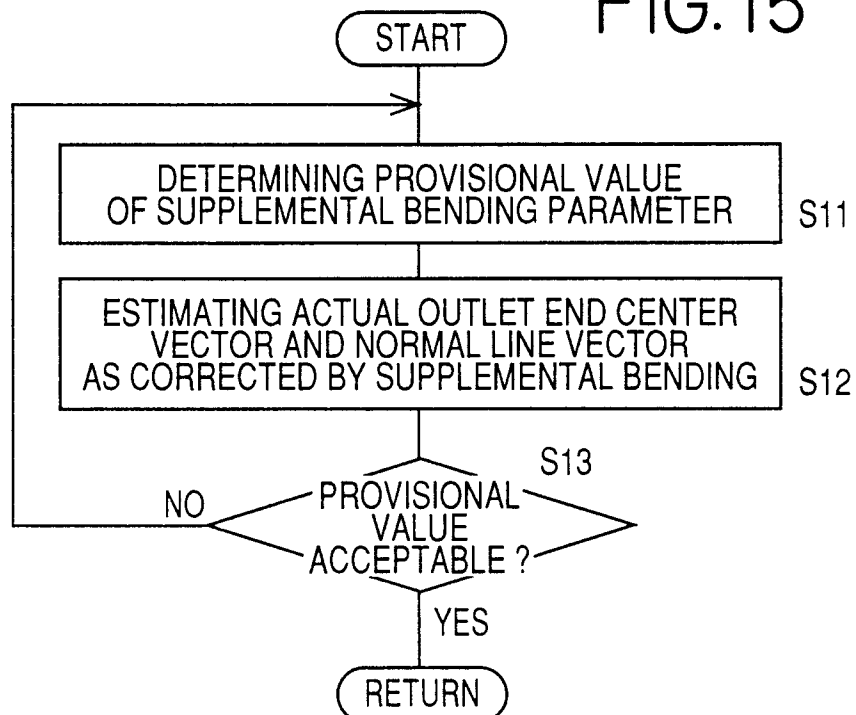 FIG. 15
START
DETERMINING PROVISIONAL VALUE
OF SUPPLEMENTAL BENDING PARAMETER
S11
ESTIMATING ACTUAL OUTLET END CENTER
VECTOR AND NORMAL LINE VECTOR
AS CORRECTED BY SUPPLEMENTAL BENDING
S12
S13
NO
PROVISIONAL
VALUE
ACCEPTABLE ?
YES
RETURN